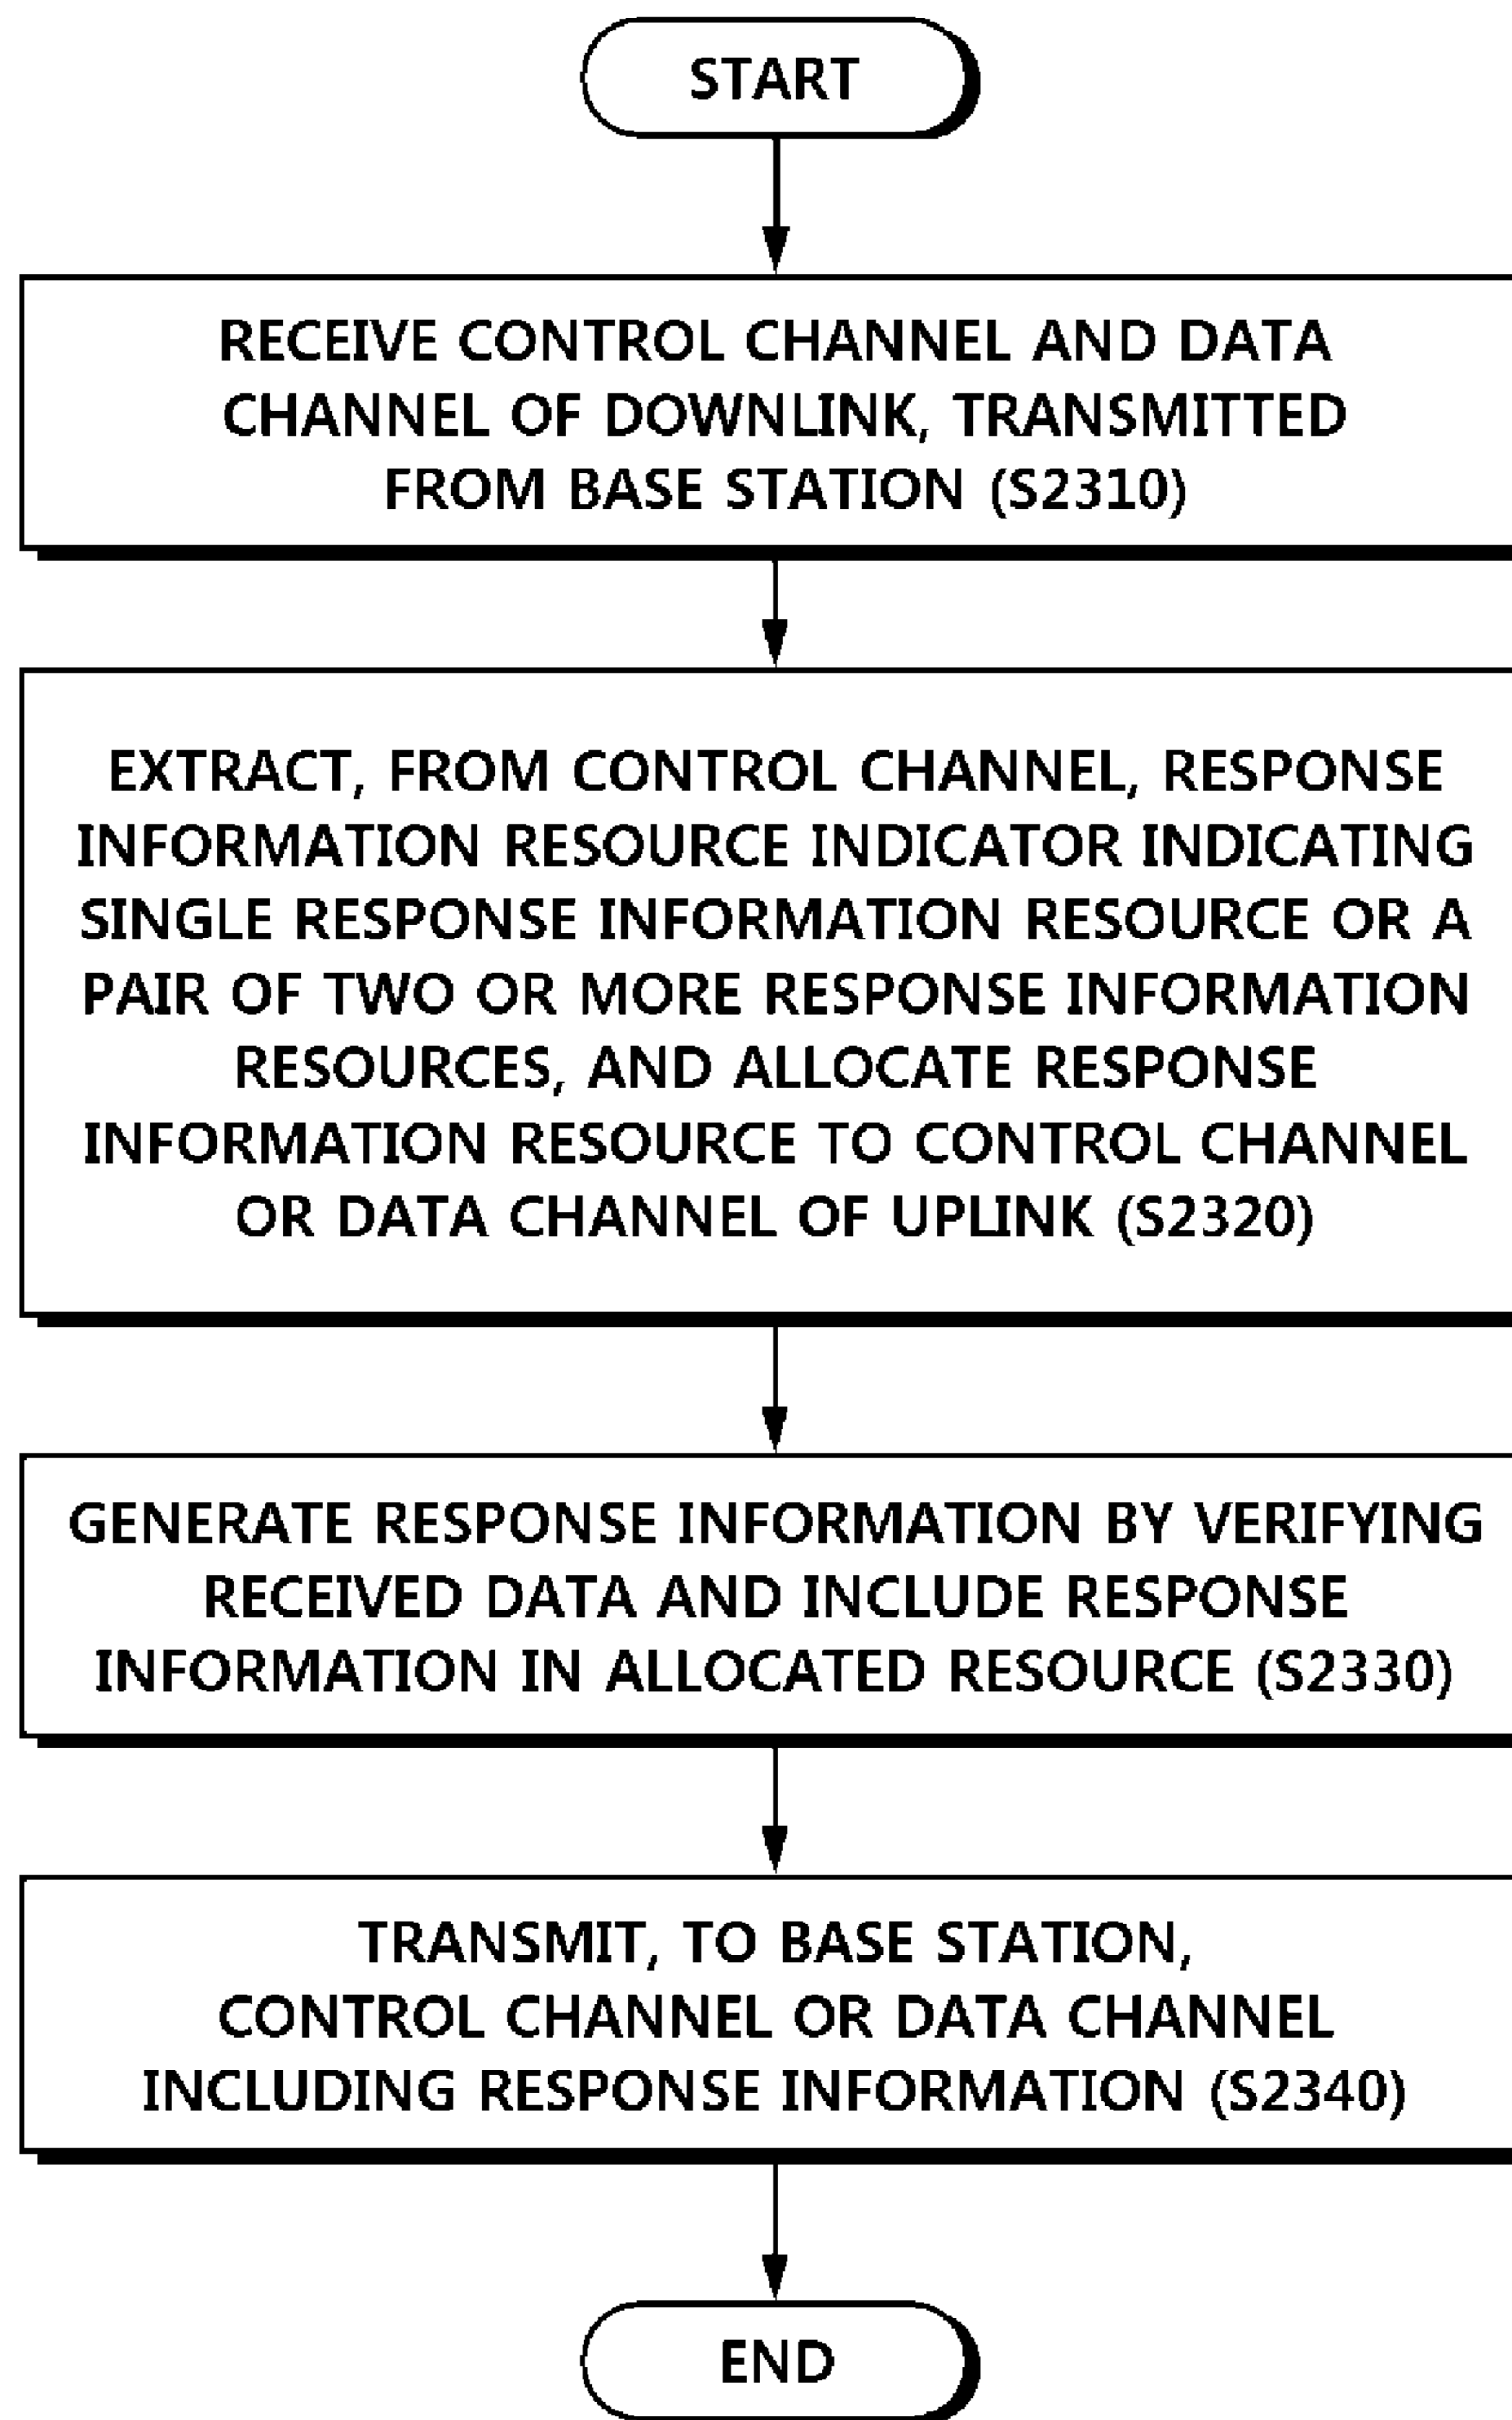 START
RECEIVE CONTROL CHANNEL AND DATA
CHANNEL OF DOWNLINK, TRANSMITTED
FROM BASE STATION (S2310)
EXTRACT, FROM CONTROL CHANNEL, RESPONSE
INFORMATION RESOURCE INDICATOR INDICATING
SINGLE RESPONSE INFORMATION RESOURCE OR A
PAIR OF TWO OR MORE RESPONSE INFORMATION
RESOURCES, AND ALLOCATE RESPONSE
INFORMATION RESOURCE TO CONTROL CHANNEL
OR DATA CHANNEL OF UPLINK (S2320)
GENERATE RESPONSE INFORMATION BY VERIFYING
RECEIVED DATA AND INCLUDE RESPONSE
INFORMATION IN ALLOCATED RESOURCE (S2330)
TRANSMIT, TO BASE STATION,
CONTROL CHANNEL OR DATA CHANNEL
INCLUDING RESPONSE INFORMATION (S2340)
END